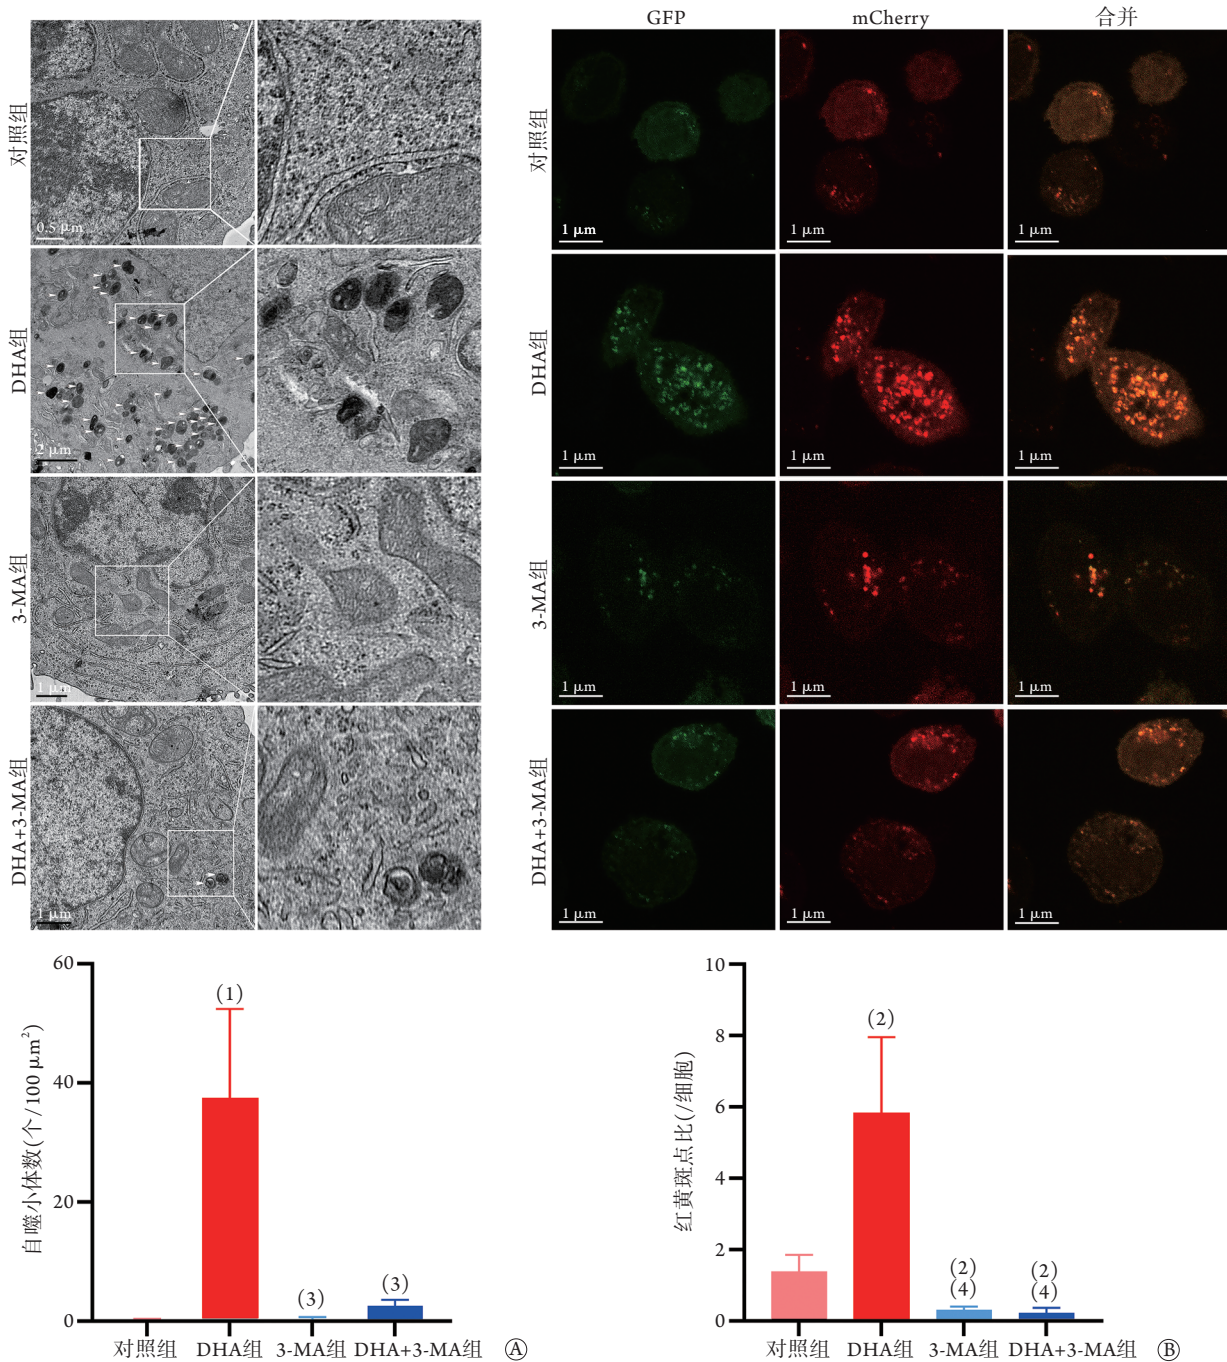 GFP
mCherry
合并
对照组
0.5 μm
对照组
1 μm
1 μm
1 μm
DHA组
2 μm
DHA组
1 μm
1 μm
1 μm
3-MA组
1 μm
3-MA组
1 μm
1 μm
1 μm
DHA+3-MA组
1 μm
DHA+3-MA组
1 μm
1 μm
1 μm
自噬小体数(个/100 μm²)
60
40
20
0
(1)
(3)
(3)
对照组
DHA组
3-MA组
DHA+3-MA组
Ⓐ
红黄斑点比(/细胞)
10
8
6
4
2
0
(2)
(2)
(4)
(2)
(4)
对照组
DHA组
3-MA组
DHA+3-MA组
Ⓑ